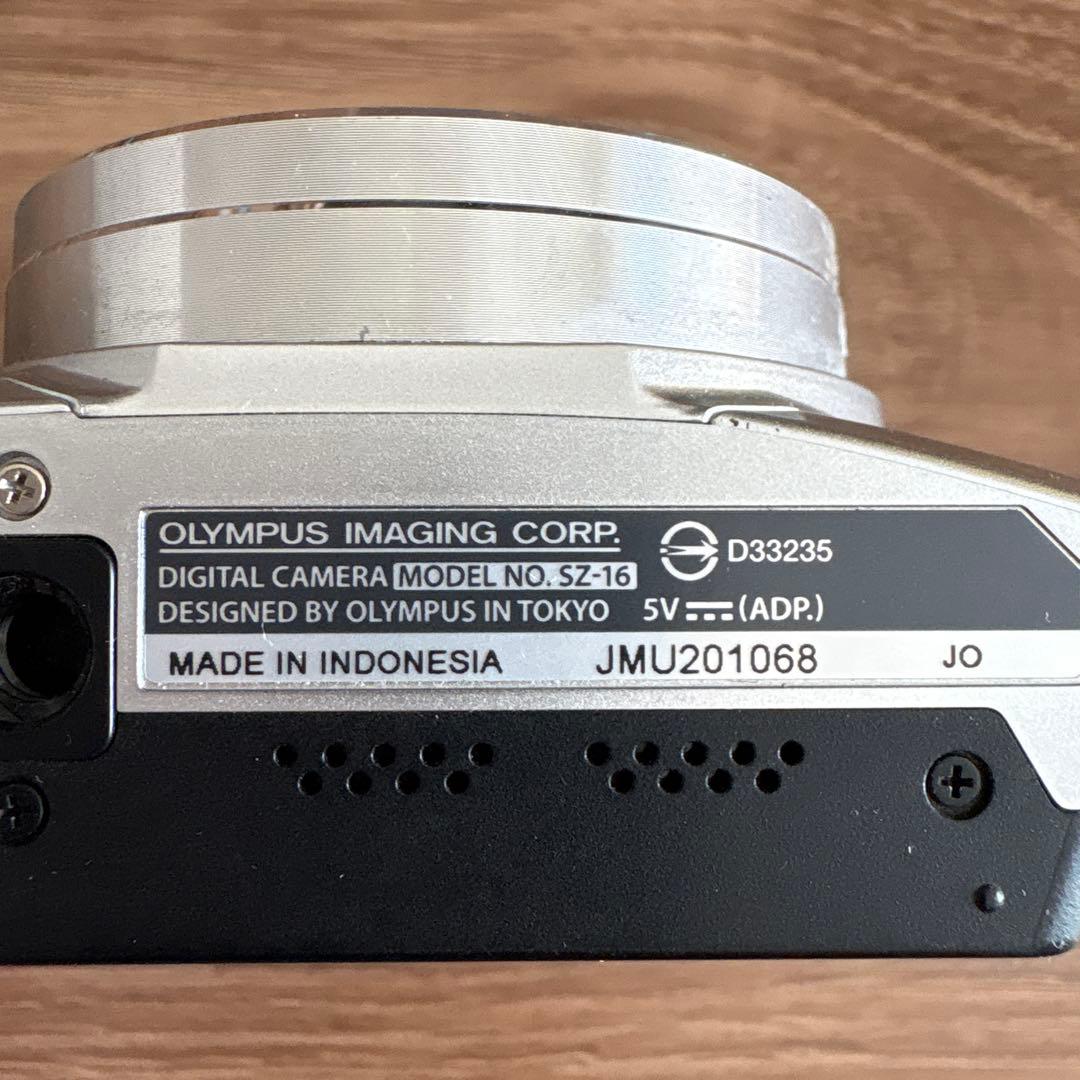 OLYMPUS IMAGING CORP.
D33235
DIGITAL CAMERA MODEL NO. SZ-16
DESIGNED BY OLYMPUS IN TOKYO 5V⎓(ADP.)
MADE IN INDONESIA JMU201068 JO